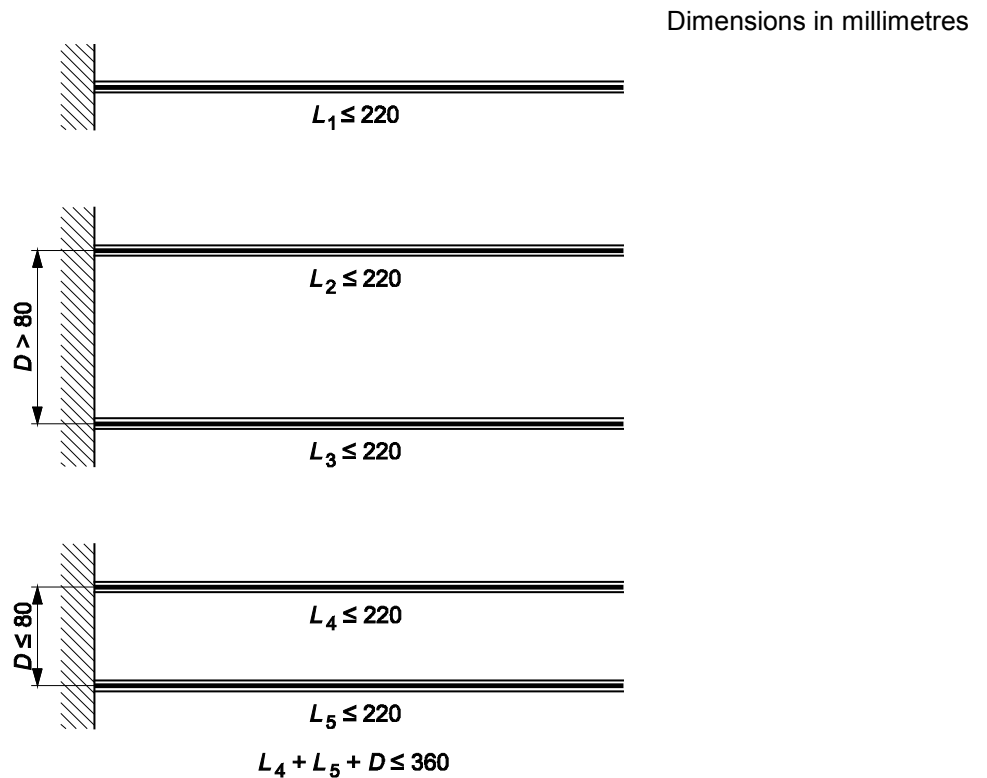 Dimensions in millimetres
L1 ≤ 220
L2 ≤ 220
D > 80
L3 ≤ 220
L4 ≤ 220
D ≤ 80
L5 ≤ 220
L4 + L5 + D ≤ 360